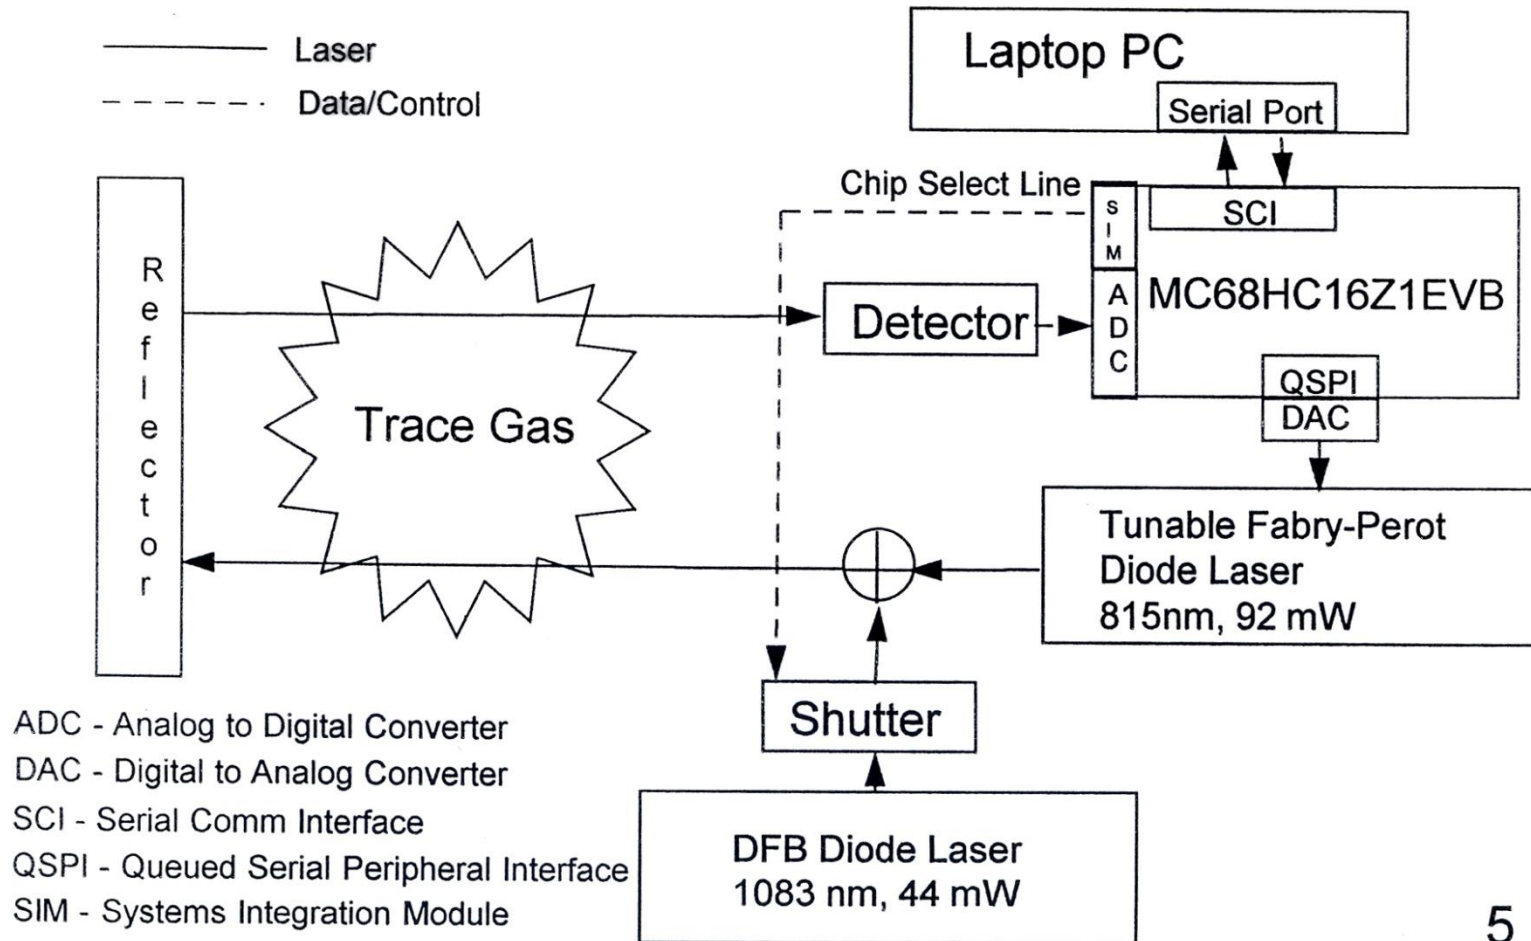 Laser
Data/Control
Laptop PC
Serial Port
Chip Select Line
SIM
SCI
MC68HC16Z1EVB
ADC
Reflector
Trace Gas
Detector
QSPI
DAC
Tunable Fabry-Perot
Diode Laser
815nm, 92 mW
Shutter
DFB Diode Laser
1083 nm, 44 mW
ADC - Analog to Digital Converter
DAC - Digital to Analog Converter
SCI - Serial Comm Interface
QSPI - Queued Serial Peripheral Interface
SIM - Systems Integration Module
5